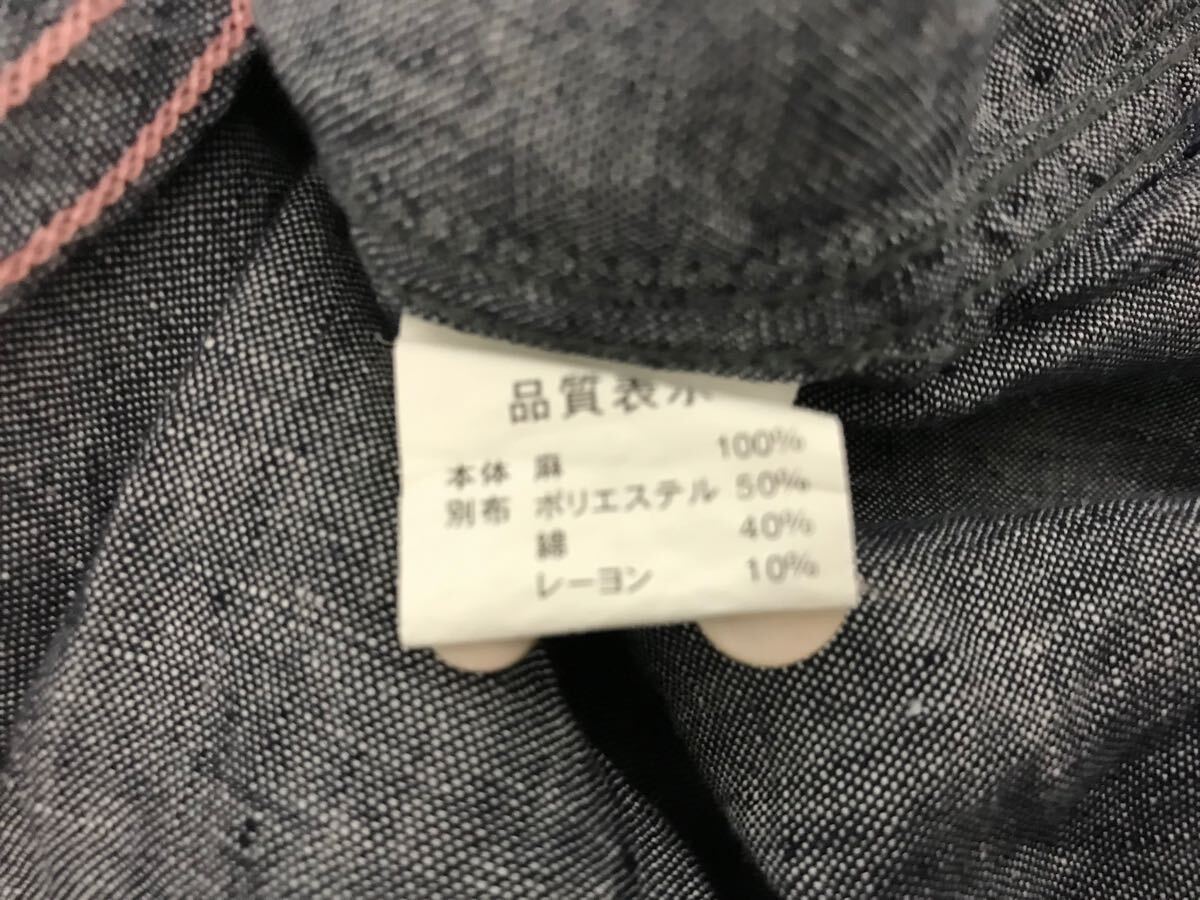 品質表示
本体 麻 100%
別布 ポリエステル 50%
綿 40%
レーヨン 10%